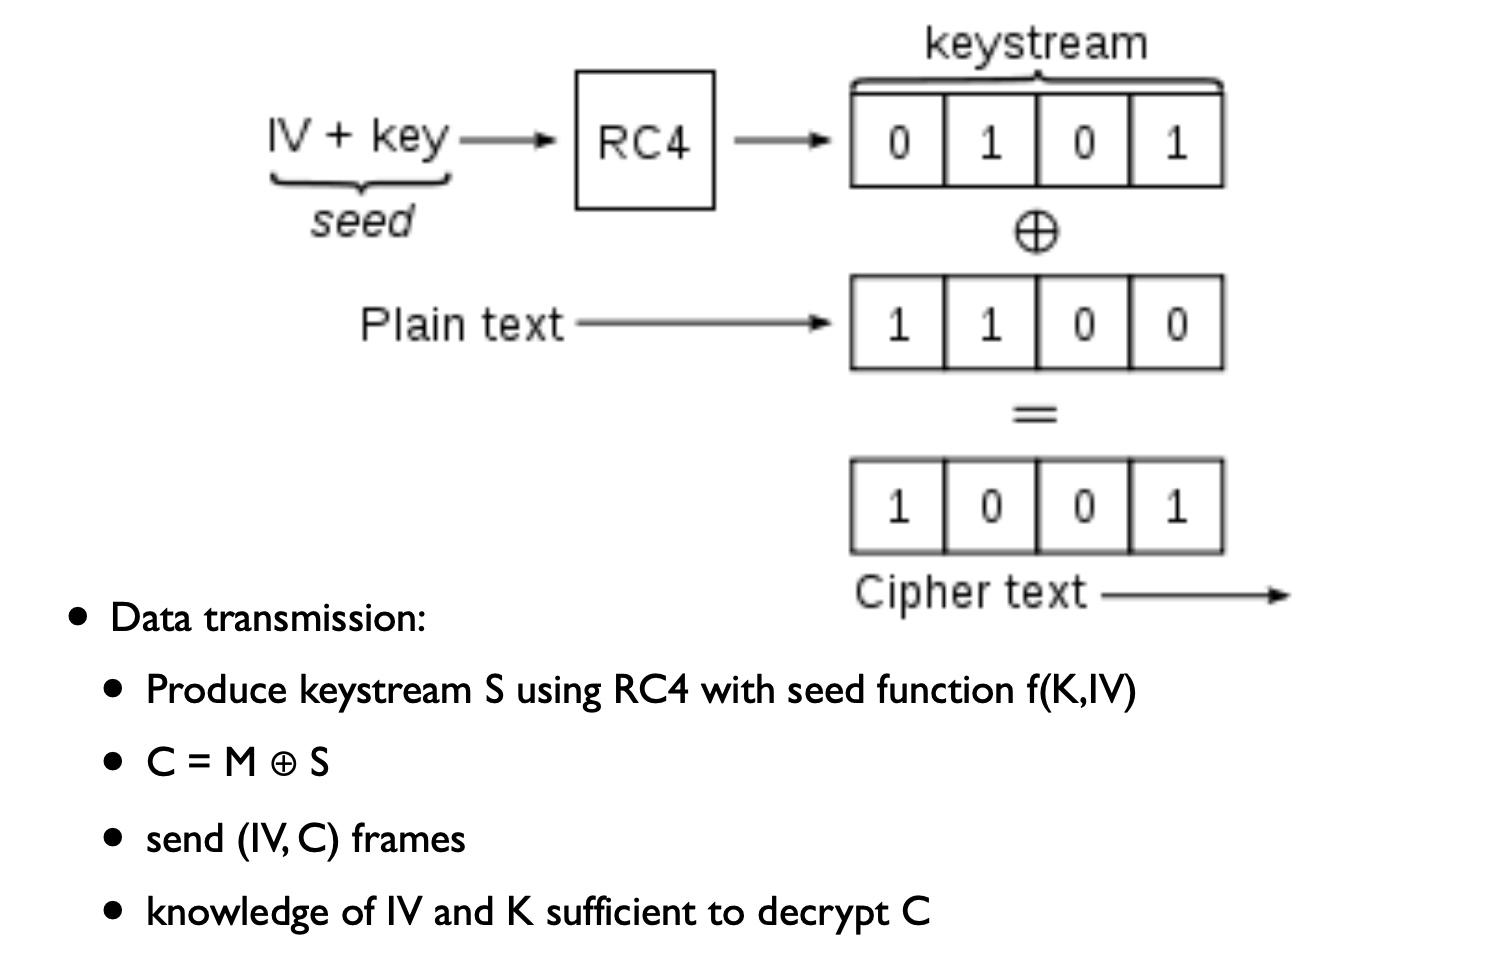 keystream
IV + key
RC4
0 1 0 1
seed
⊕
Plain text
1 1 0 0
=
1 0 0 1
Cipher text
• Data transmission:
• Produce keystream S using RC4 with seed function f(K,IV)
• C = M ⊕ S
• send (IV, C) frames
• knowledge of IV and K sufficient to decrypt C